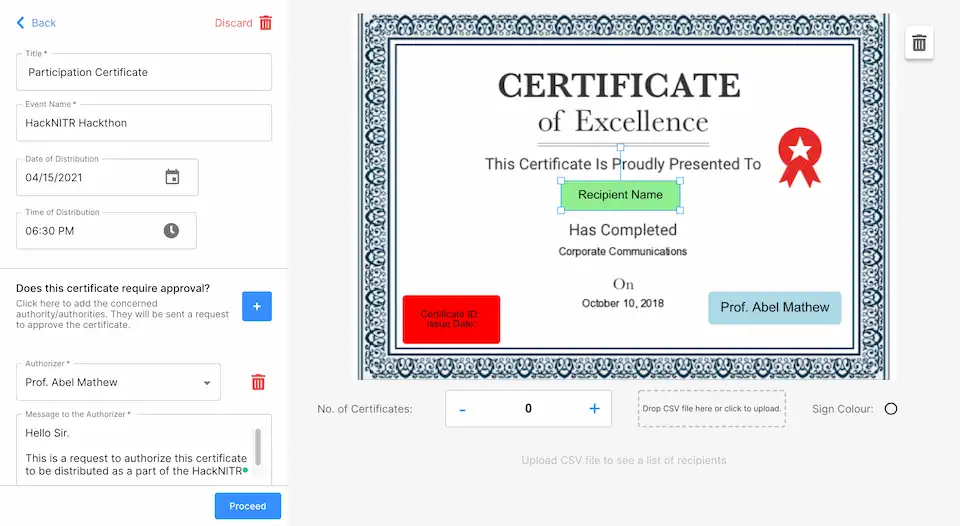 Back
Discard
Title *
Participation Certificate
Event Name *
HackNITR Hackthon
Date of Distribution
04/15/2021
Time of Distribution
06:30 PM
Does this certificate require approval?
Click here to add the concerned
authority/authorities. They will be sent a request
to approve the certificate.
+
Authorizer *
Prof. Abel Mathew
Message to the Authorizer *
Hello Sir.
This is a request to authorize this certificate
to be distributed as a part of the HackNITR
Proceed
CERTIFICATE
of Excellence
This Certificate Is Proudly Presented To
Recipient Name
Has Completed
Corporate Communications
On
October 10, 2018
Certificate ID:
Issue Date:
Prof. Abel Mathew
No. of Certificates:
- 0 +
Drop CSV file here or click to upload.
Sign Colour:
Upload CSV file to see a list of recipients